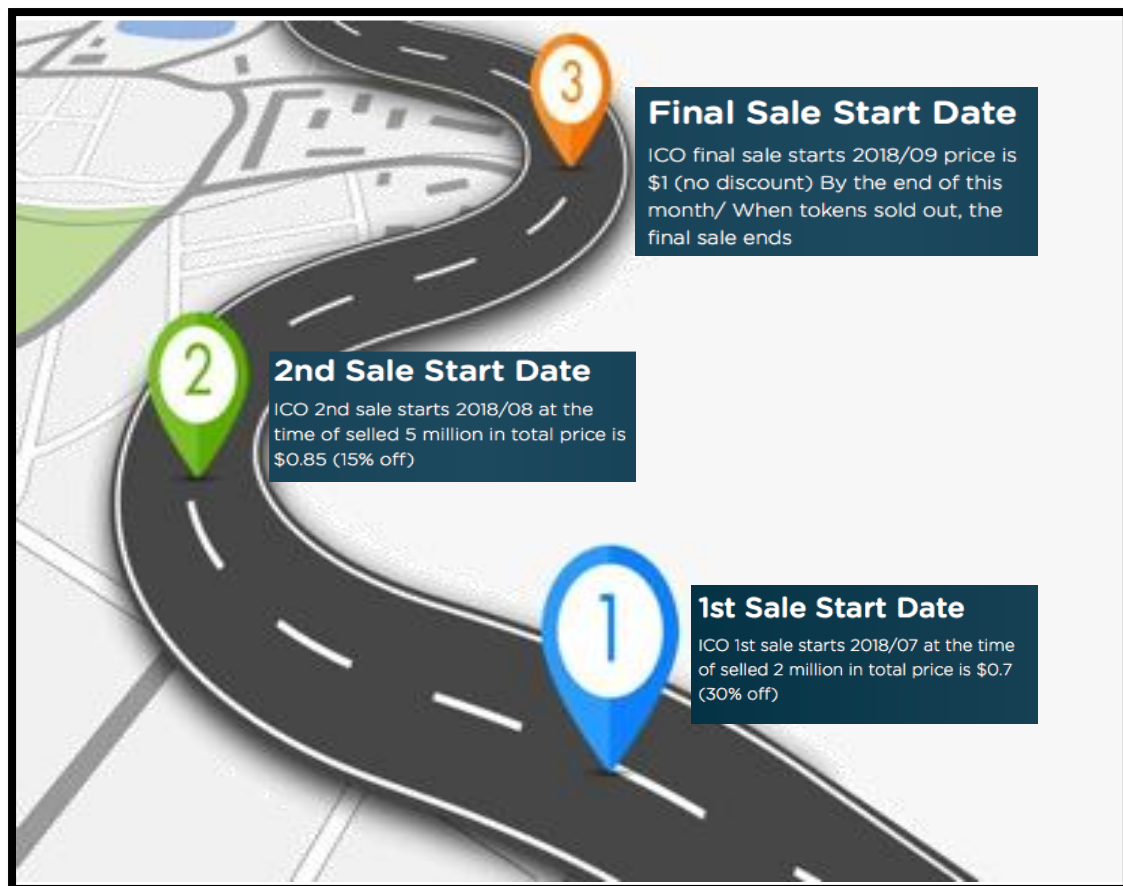 3
Final Sale Start Date
ICO final sale starts 2018/09 price is
$1 (no discount) By the end of this
month/ When tokens sold out, the
final sale ends
2
2nd Sale Start Date
ICO 2nd sale starts 2018/08 at the
time of selled 5 million in total price is
$0.85 (15% off)
1
1st Sale Start Date
ICO 1st sale starts 2018/07 at the time
of selled 2 million in total price is $0.7
(30% off)